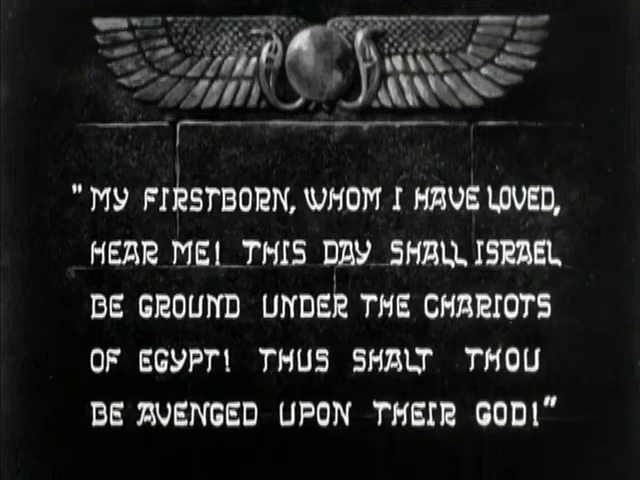 "MY FIRSTBORN, WHOM I HAVE LOVED,
HEAR ME! THIS DAY SHALL ISRAEL
BE GROUND UNDER THE CHARIOTS
OF EGYPT! THUS SHALT THOU
BE AVENGED UPON THEIR GOD!"